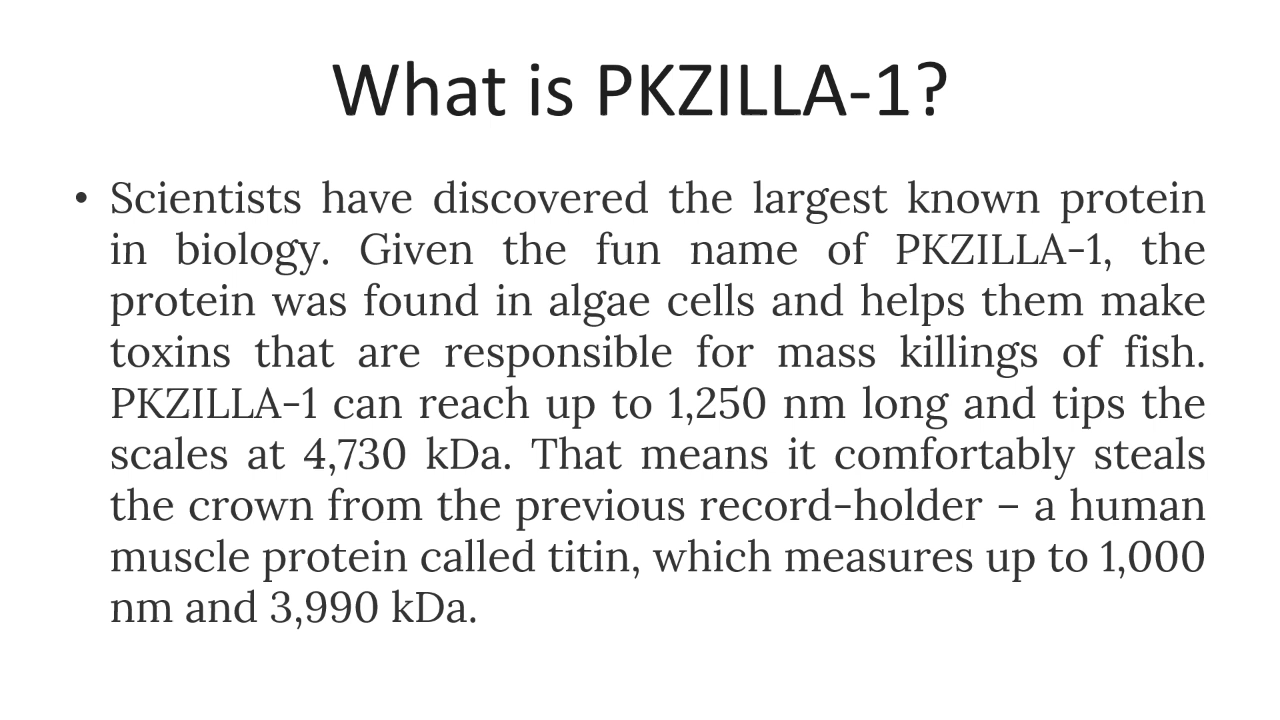 What is PKZILLA-1?
• Scientists have discovered the largest known protein
in biology. Given the fun name of PKZILLA-1, the
protein was found in algae cells and helps them make
toxins that are responsible for mass killings of fish.
PKZILLA-1 can reach up to 1,250 nm long and tips the
scales at 4,730 kDa. That means it comfortably steals
the crown from the previous record-holder – a human
muscle protein called titin, which measures up to 1,000
nm and 3,990 kDa.